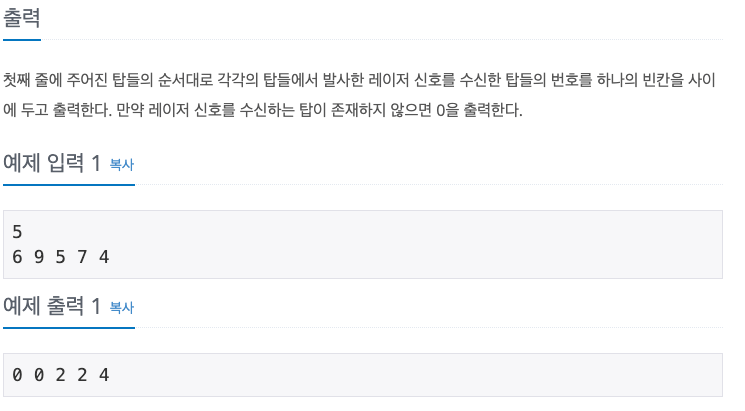 출력
첫째 줄에 주어진 탑들의 순서대로 각각의 탑들에서 발사한 레이저 신호를 수신한 탑들의 번호를 하나의 빈칸을 사이
에 두고 출력한다. 만약 레이저 신호를 수신하는 탑이 존재하지 않으면 0을 출력한다.
예제 입력 1 복사
5
6 9 5 7 4
예제 출력 1 복사
0 0 2 2 4